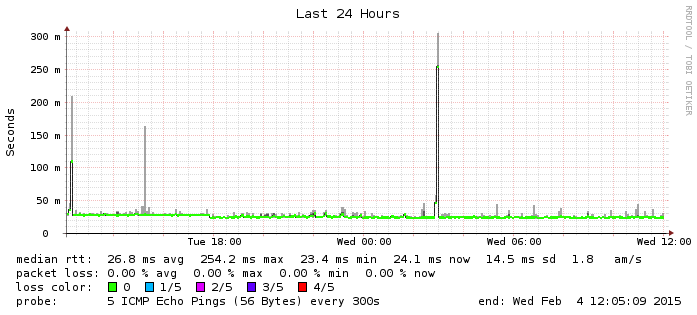 Last 24 Hours
RRDTOOL / TOBI OETIKER
Seconds
300 m
250 m
200 m
150 m
100 m
50 m
0
Tue 18:00 Wed 00:00 Wed 06:00 Wed 12:00
median rtt: 26.8 ms avg 254.2 ms max 23.4 ms min 24.1 ms now 14.5 ms sd 1.8 am/s
packet loss: 0.00 % avg 0.00 % max 0.00 % min 0.00 % now
loss color: 0 1/5 2/5 3/5 4/5
probe: 5 ICMP Echo Pings (56 Bytes) every 300s end: Wed Feb 4 12:05:09 2015